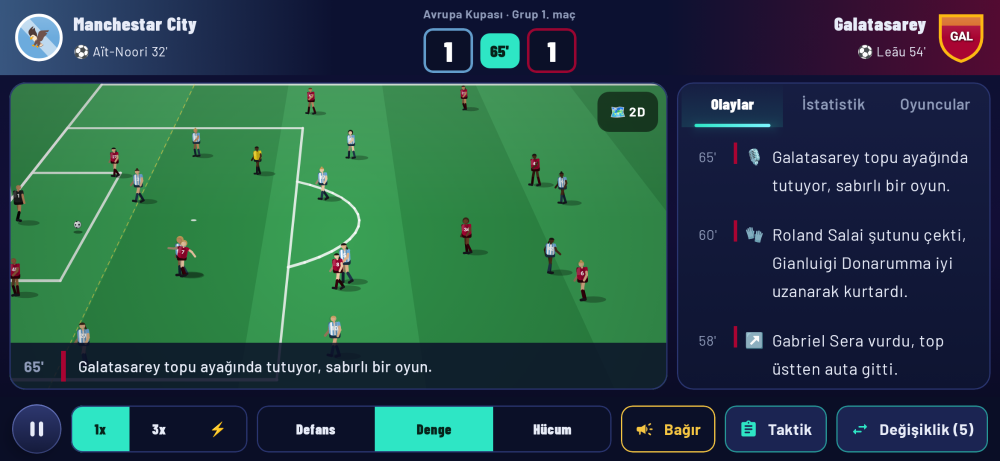 Avrupa Kupası · Grup 1. maç
Manchestar City
Aït-Noori 32'
1
65'
1
Galatasarey
Leãu 54'
GAL
2D
65' Galatasarey topu ayağında tutuyor, sabırlı bir oyun.
Olaylar İstatistik Oyuncular
65' Galatasarey topu ayağında
tutuyor, sabırlı bir oyun.
60' Roland Salai şutunu çekti,
Gianluigi Donarumma iyi
uzanarak kurtardı.
58' Gabriel Sera vurdu, top
üstten auta gitti.
1x 3x
Defans Denge Hücum
Bağır
Taktik
Değişiklik (5)